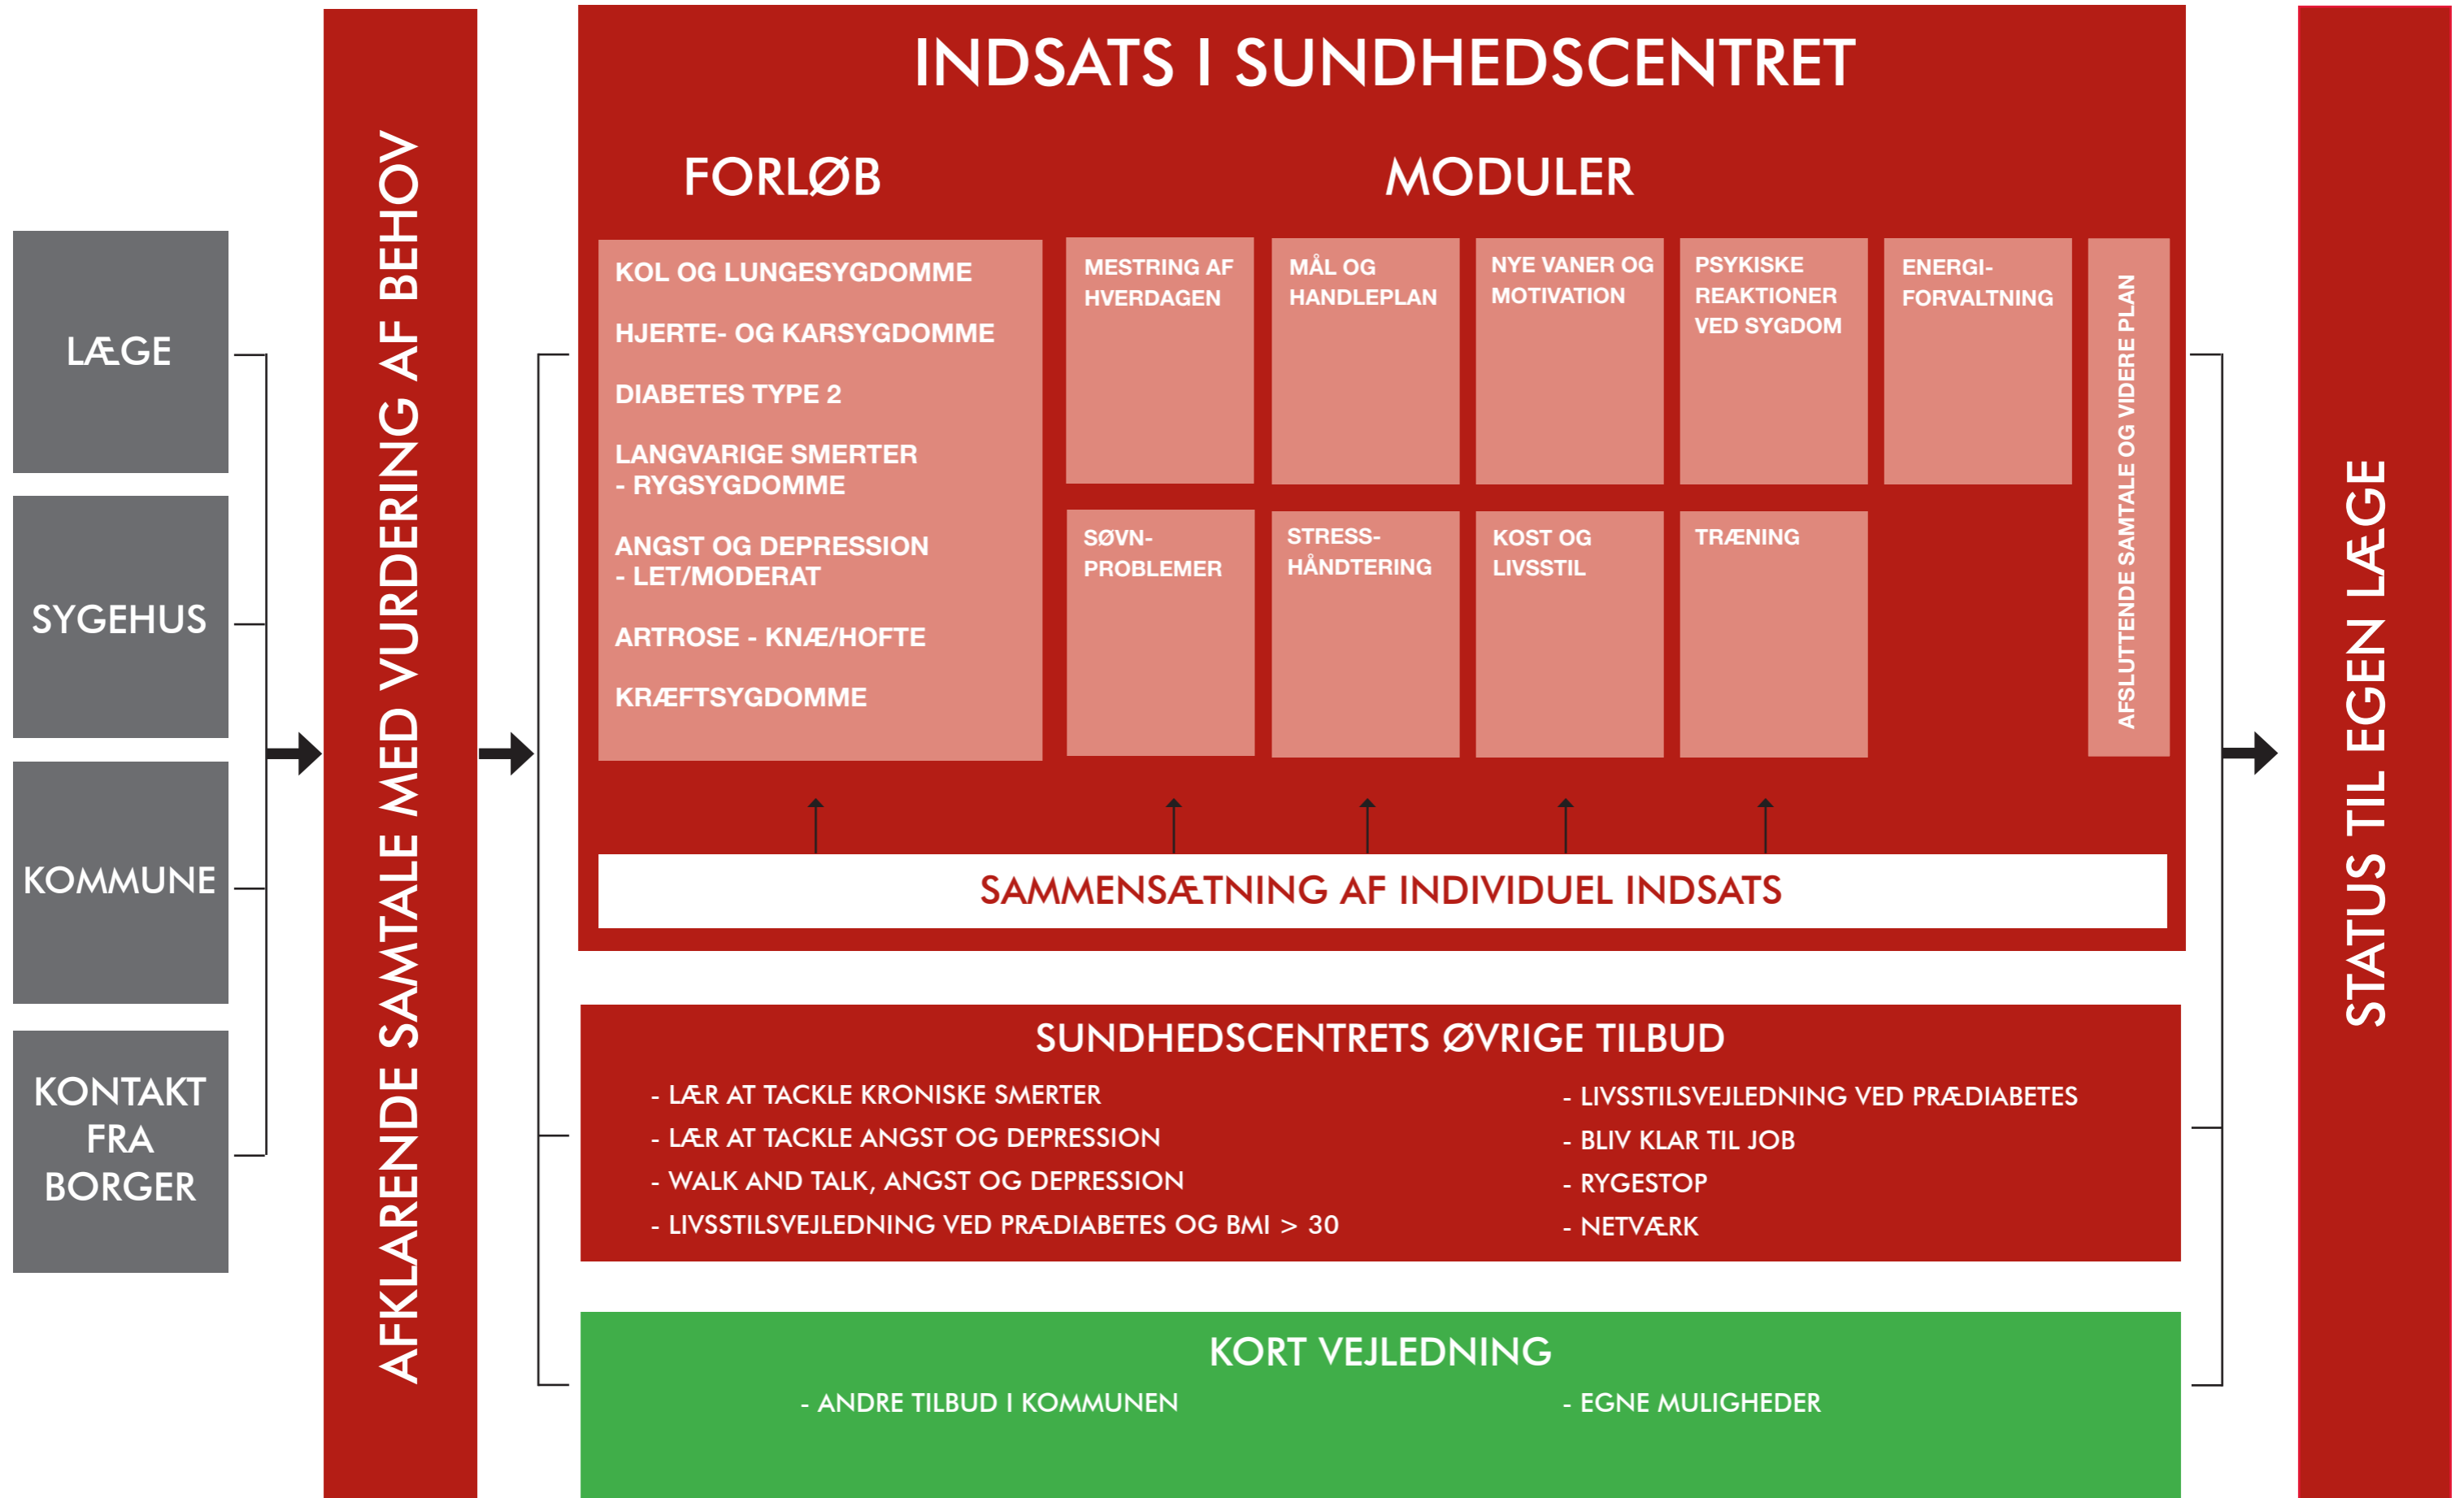 LÆGE
SYGEHUS
KOMMUNE
KONTAKT
FRA
BORGER
AFKLARENDE SAMTALE MED VURDERING AF BEHOV
INDSATS I SUNDHEDSCENTRET
FORLØB
KOL OG LUNGESYGDOMME
HJERTE- OG KARSYGDOMME
DIABETES TYPE 2
LANGVARIGE SMERTER
- RYGSYGDOMME
ANGST OG DEPRESSION
- LET/MODERAT
ARTROSE - KNÆ/HOFTE
KRÆFTSYGDOMME
MODULER
MESTRING AF
HVERDAGEN
MÅL OG
HANDLEPLAN
NYE VANER OG
MOTIVATION
PSYKISKE
REAKTIONER
VED SYGDOM
ENERGI-
FORVALTNING
SØVN-
PROBLEMER
STRESS-
HÅNDTERING
KOST OG
LIVSSTIL
TRÆNING
AFSLUTTENDE SAMTALE OG VIDERE PLAN
SAMMENSÆTNING AF INDIVIDUEL INDSATS
SUNDHEDSCENTRETS ØVRIGE TILBUD
- LÆR AT TACKLE KRONISKE SMERTER
- LÆR AT TACKLE ANGST OG DEPRESSION
- WALK AND TALK, ANGST OG DEPRESSION
- LIVSSTILSVEJLEDNING VED PRÆDIABETES OG BMI > 30
- LIVSSTILSVEJLEDNING VED PRÆDIABETES
- BLIV KLAR TIL JOB
- RYGESTOP
- NETVÆRK
KORT VEJLEDNING
- ANDRE TILBUD I KOMMUNEN
- EGNE MULIGHEDER
STATUS TIL EGEN LÆGE